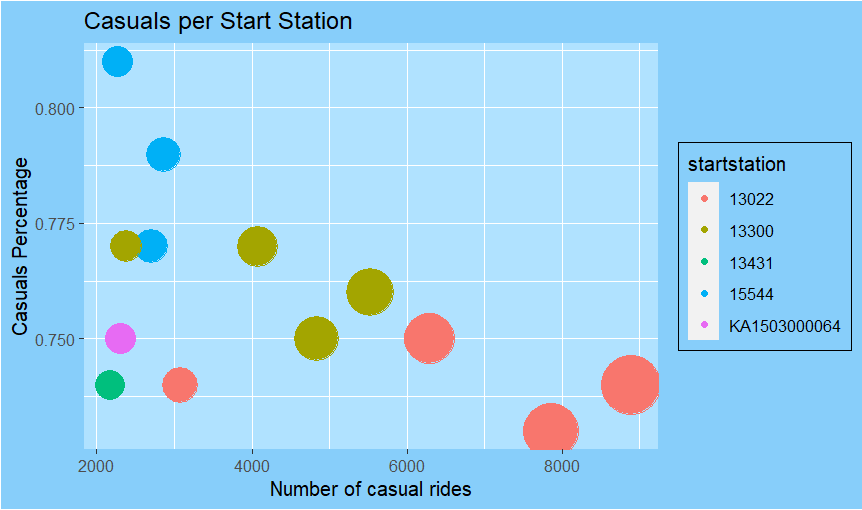 Casuals per Start Station
Casuals Percentage
0.800
0.775
0.750
2000 4000 6000 8000
Number of casual rides
startstation
13022
13300
13431
15544
KA1503000064